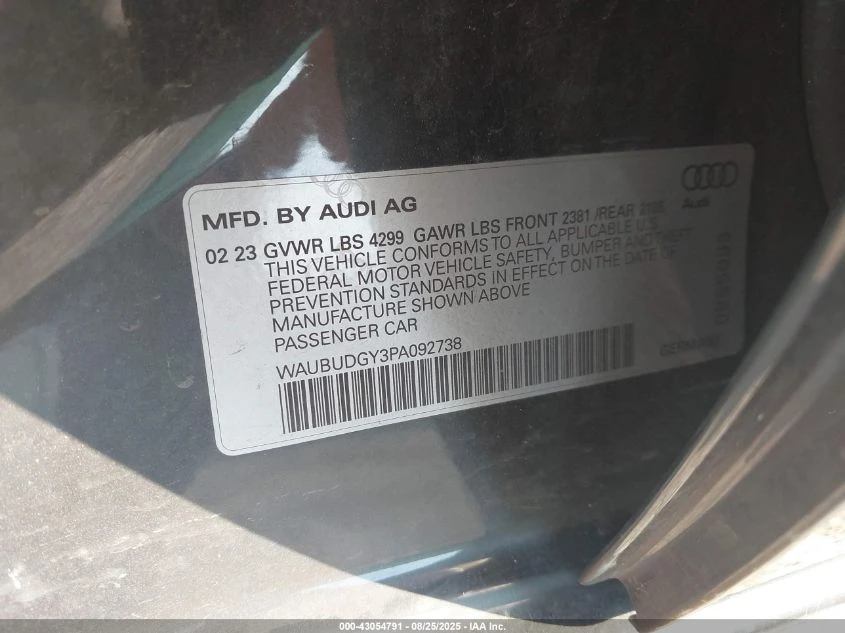 MFD. BY AUDI AG
Audi
02 23 GVWR LBS 4299 GAWR LBS FRONT 2381 /REAR
THIS VEHICLE CONFORMS TO ALL APPLICABLE U.S.
FEDERAL MOTOR VEHICLE SAFETY, BUMPER AND THEFT
PREVENTION STANDARDS IN EFFECT ON THE DATE OF
MANUFACTURE SHOWN ABOVE
PASSENGER CAR
WAUBUDGY3PA092738
GERMANY
000-43054791 - 08/25/2025 - IAA Inc.